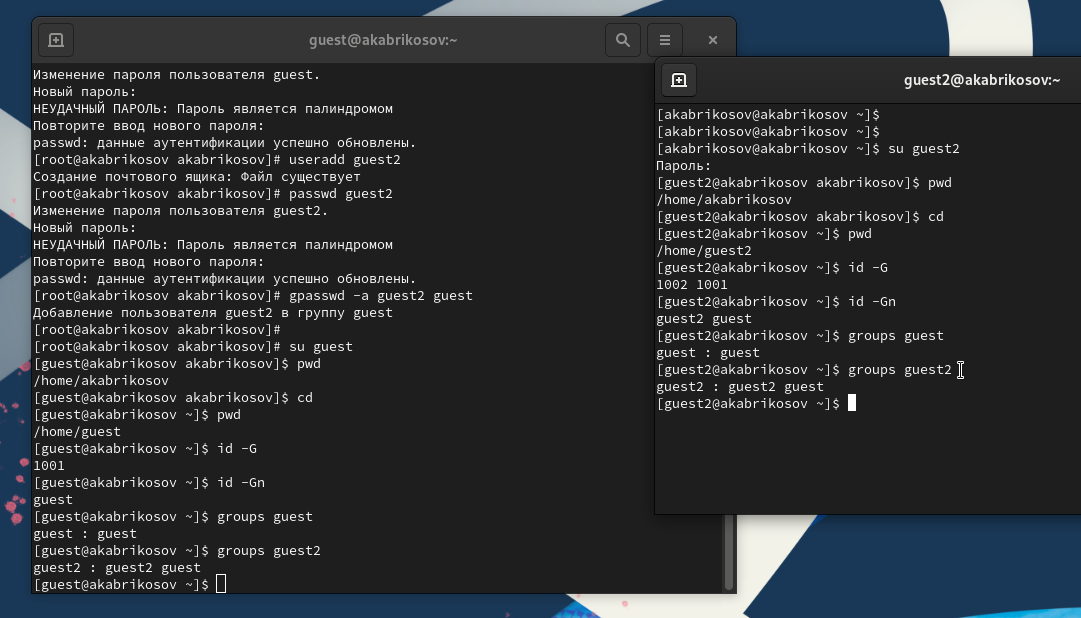 guest@akabrikosov:~
Изменение пароля пользователя guest.
Новый пароль:
НЕУДАЧНЫЙ ПАРОЛЬ: Пароль является палиндромом
Повторите ввод нового пароля:
passwd: данные аутентификации успешно обновлены.
[root@akabrikosov akabrikosov]# useradd guest2
Создание почтового ящика: Файл существует
[root@akabrikosov akabrikosov]# passwd guest2
Изменение пароля пользователя guest2.
Новый пароль:
НЕУДАЧНЫЙ ПАРОЛЬ: Пароль является палиндромом
Повторите ввод нового пароля:
passwd: данные аутентификации успешно обновлены.
[root@akabrikosov akabrikosov]# gpasswd -a guest2 guest
Добавление пользователя guest2 в группу guest
[root@akabrikosov akabrikosov]#
[root@akabrikosov akabrikosov]# su guest
[guest@akabrikosov akabrikosov]$ pwd
/home/akabrikosov
[guest@akabrikosov akabrikosov]$ cd
[guest@akabrikosov ~]$ pwd
/home/guest
[guest@akabrikosov ~]$ id -G
1001
[guest@akabrikosov ~]$ id -Gn
guest
[guest@akabrikosov ~]$ groups guest
guest : guest
[guest@akabrikosov ~]$ groups guest2
guest2 : guest2 guest
[guest@akabrikosov ~]$
guest2@akabrikosov:~
[akabrikosov@akabrikosov ~]$
[akabrikosov@akabrikosov ~]$
[akabrikosov@akabrikosov ~]$ su guest2
Пароль:
[guest2@akabrikosov akabrikosov]$ pwd
/home/akabrikosov
[guest2@akabrikosov akabrikosov]$ cd
[guest2@akabrikosov ~]$ pwd
/home/guest2
[guest2@akabrikosov ~]$ id -G
1002 1001
[guest2@akabrikosov ~]$ id -Gn
guest2 guest
[guest2@akabrikosov ~]$ groups guest
guest : guest
[guest2@akabrikosov ~]$ groups guest2
guest2 : guest2 guest
[guest2@akabrikosov ~]$